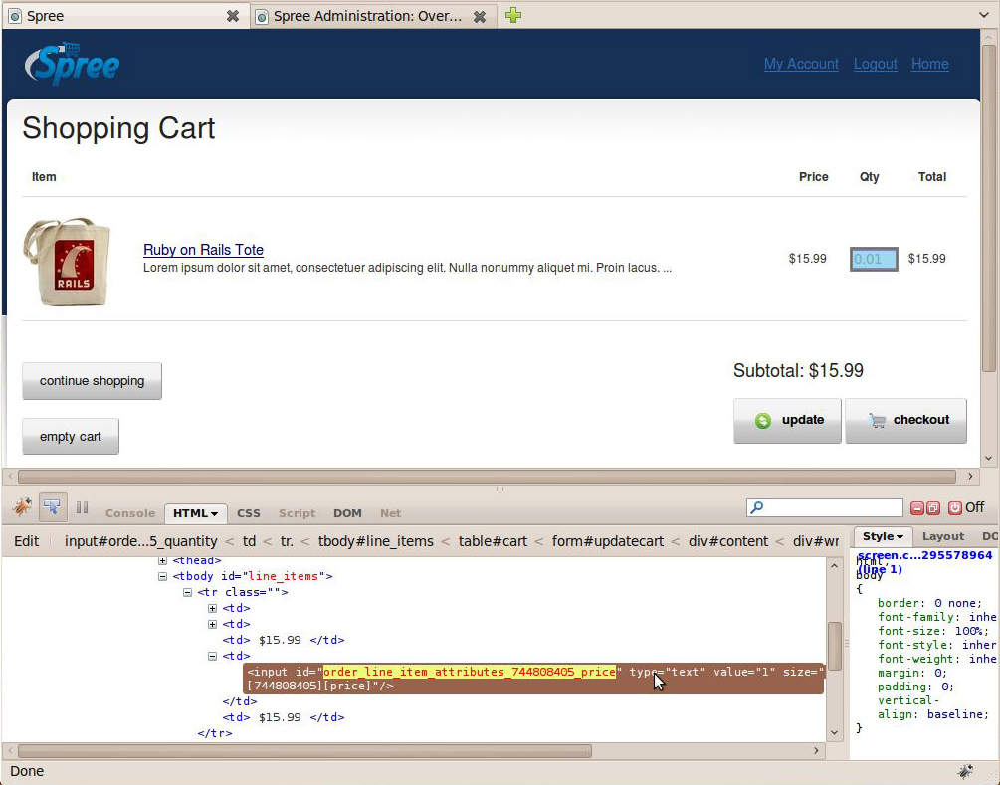 Spree
Spree Administration: Over...
Spree
My Account Logout Home
Shopping Cart
Item Price Qty Total
RAILS
Ruby on Rails Tote
Lorem ipsum dolor sit amet, consectetuer adipiscing elit. Nulla nonummy aliquet mi. Proin lacus. ...
$15.99 0.01 $15.99
continue shopping
Subtotal: $15.99
empty cart
update checkout
Console HTML CSS Script DOM Net
Off
Edit input#orde...5_quantity < td < tr. < tbody#line_items < table#cart < form#updatecart < div#content < div#wr
<thead>
<tbody id="line_items">
<tr class="">
<td>
<td>
<td> $15.99 </td>
<td>
<input id="order_line_item_attributes_744808405_price" type="text" value="1" size="
[744808405][price]"/>
</td>
<td> $15.99 </td>
</tr>
Style Layout DO
screen.c...295578964
(line 1)
html,
body
{
border: 0 none;
font-family: inhe
font-size: 100%;
font-style: inher
font-weight: inhe
margin: 0;
padding: 0;
vertical-
align: baseline;
}
Done